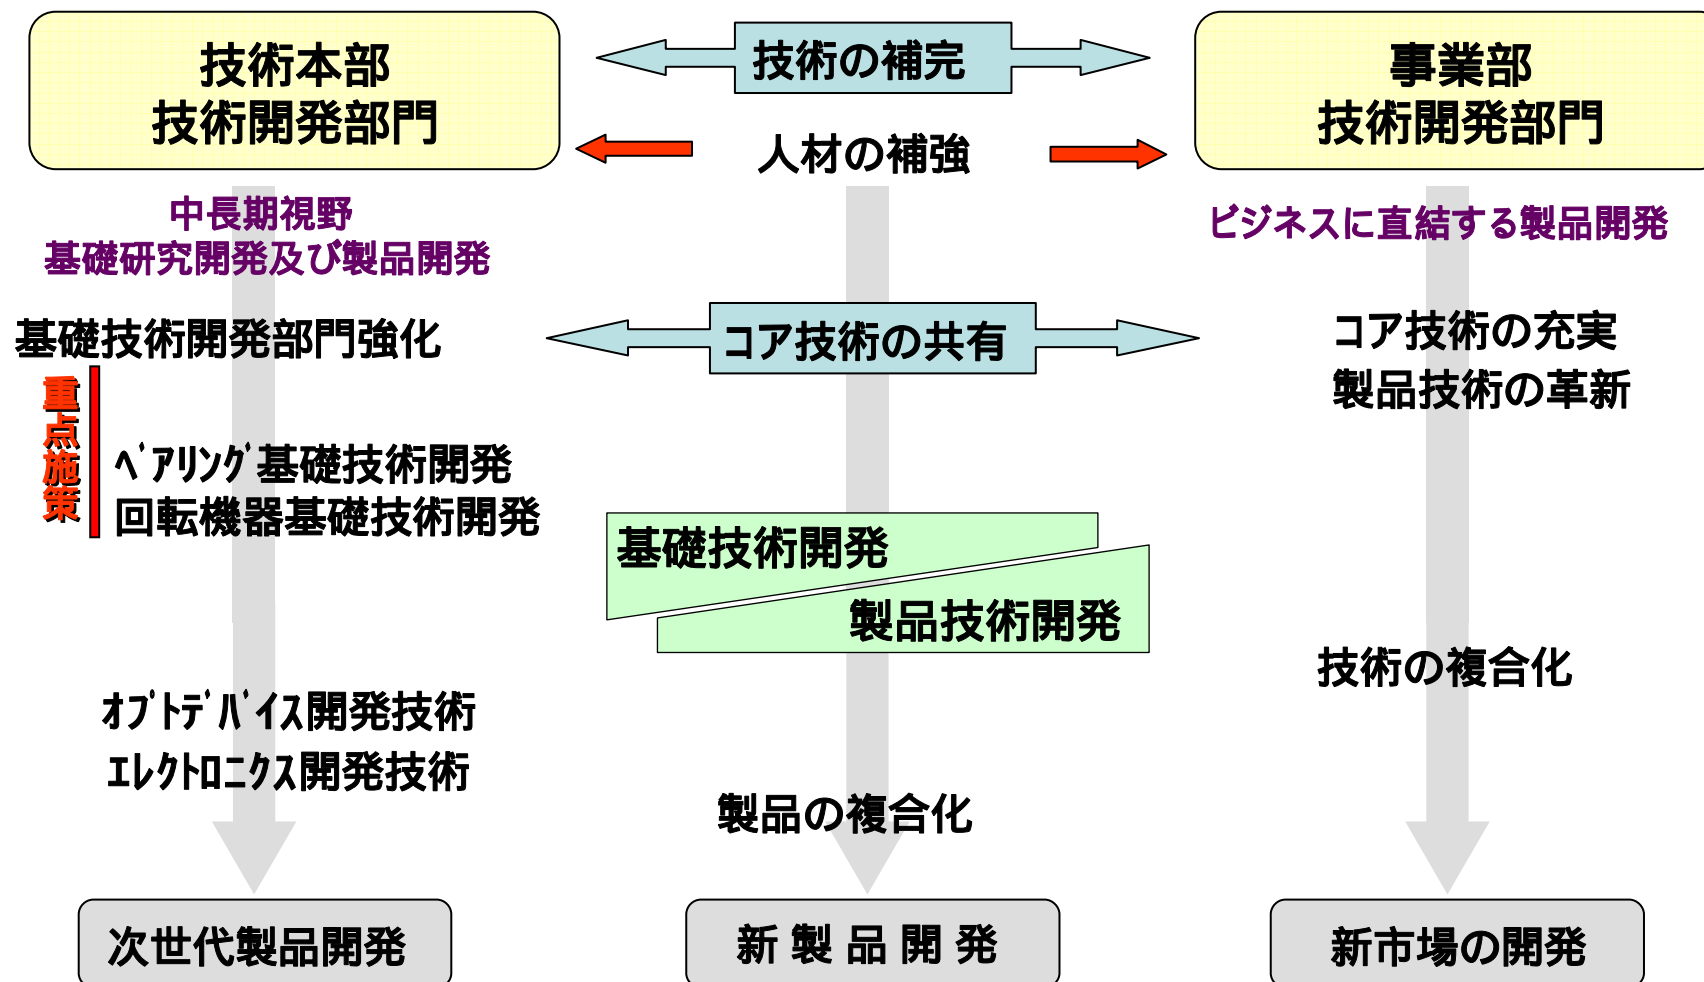 技術本部
技術開発部門
技術の補完
人材の補強
事業部
技術開発部門
中長期視野
基礎研究開発及び製品開発
ビジネスに直結する製品開発
基礎技術開発部門強化
コア技術の共有
コア技術の充実
製品技術の革新
重点施策
ﾍﾞｱﾘﾝｸﾞ基礎技術開発
回転機器基礎技術開発
基礎技術開発
製品技術開発
技術の複合化
ｵﾌﾟﾄﾃﾞﾊﾞｲｽ開発技術
ｴﾚｸﾄﾛﾆｸｽ開発技術
製品の複合化
次世代製品開発
新製品開発
新市場の開発